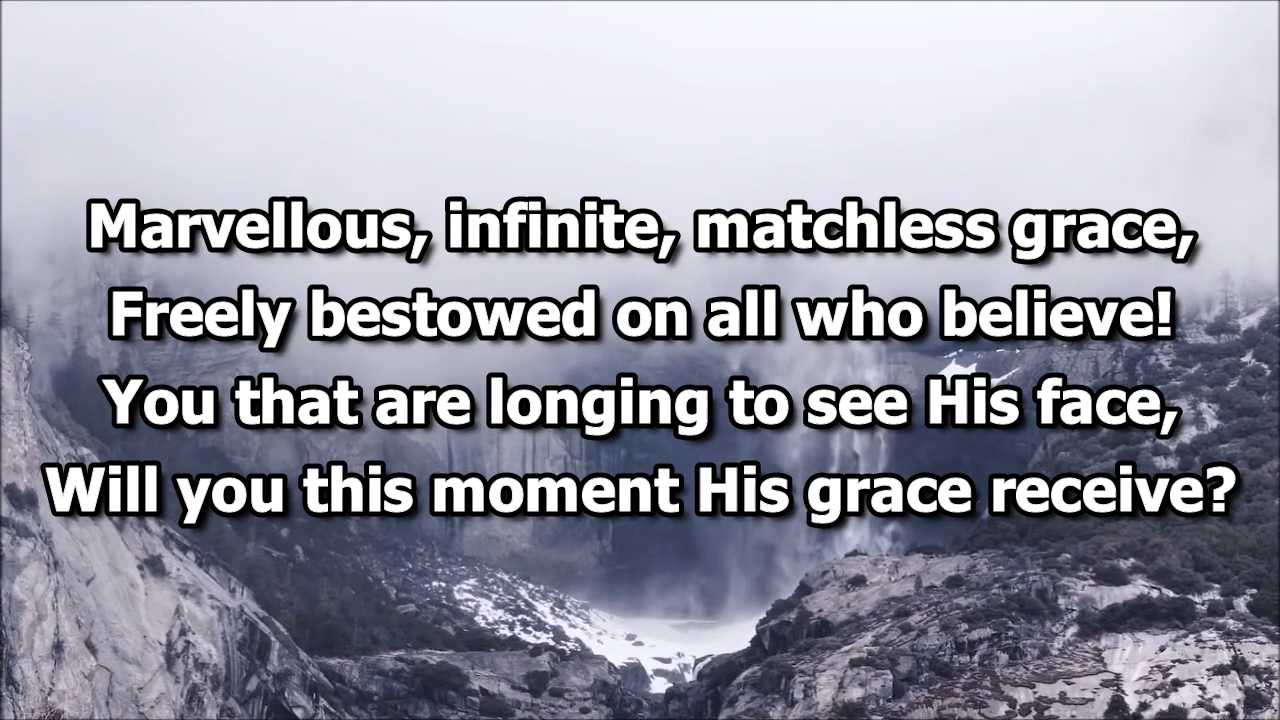 Marvellous, infinite, matchless grace,
Freely bestowed on all who believe!
You that are longing to see His face,
Will you this moment His grace receive?